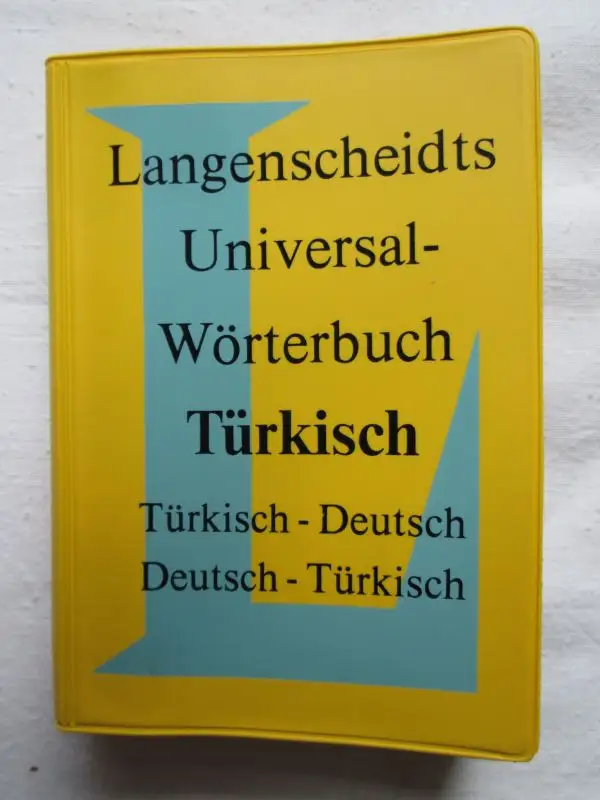 Langenscheidts
Universal-
Wörterbuch
Türkisch
Türkisch - Deutsch
Deutsch - Türkisch